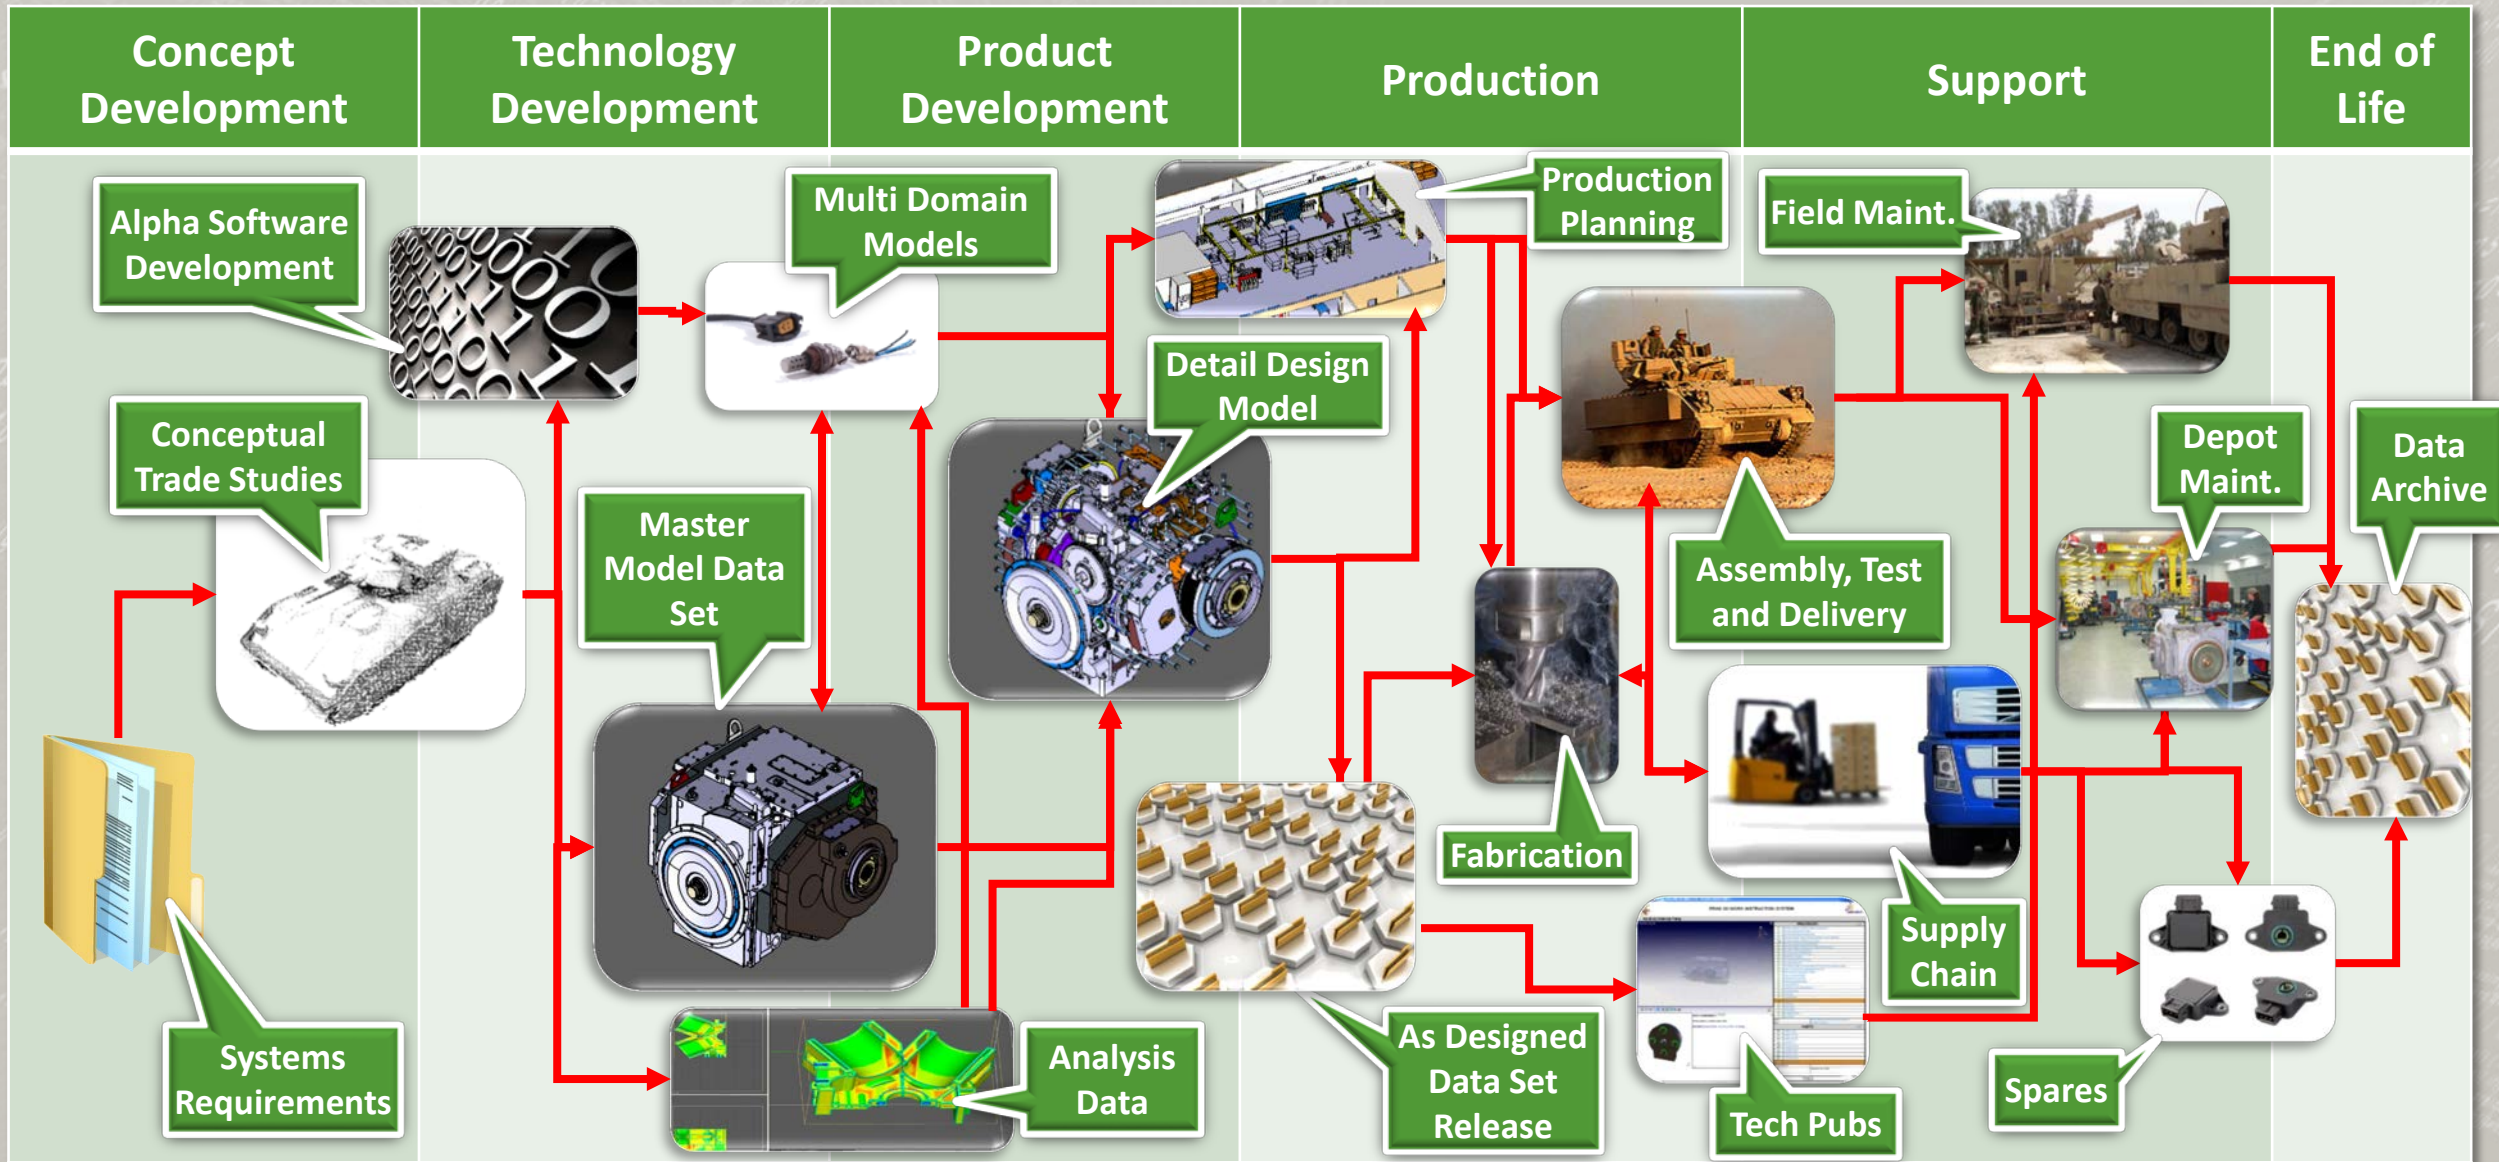 Concept
Development
Technology
Development
Product
Development
Production
Support
End of
Life
Alpha Software
Development
Multi Domain
Models
Production
Planning
Field Maint.
Conceptual
Trade Studies
Detail Design
Model
Depot
Maint.
Data
Archive
Master
Model Data
Set
Assembly, Test
and Delivery
Fabrication
Supply
Chain
Systems
Requirements
Analysis
Data
As Designed
Data Set
Release
Tech Pubs
Spares